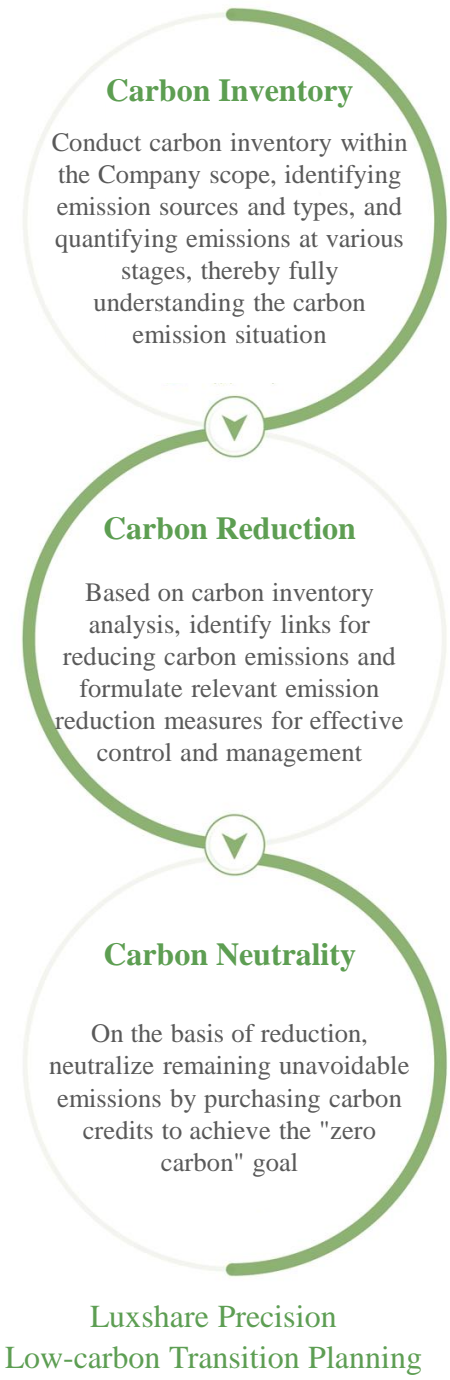 Carbon Inventory
Conduct carbon inventory within
the Company scope, identifying
emission sources and types, and
quantifying emissions at various
stages, thereby fully
understanding the carbon
emission situation
Carbon Reduction
Based on carbon inventory
analysis, identify links for
reducing carbon emissions and
formulate relevant emission
reduction measures for effective
control and management
Carbon Neutrality
On the basis of reduction,
neutralize remaining unavoidable
emissions by purchasing carbon
credits to achieve the "zero
carbon" goal
Luxshare Precision
Low-carbon Transition Planning